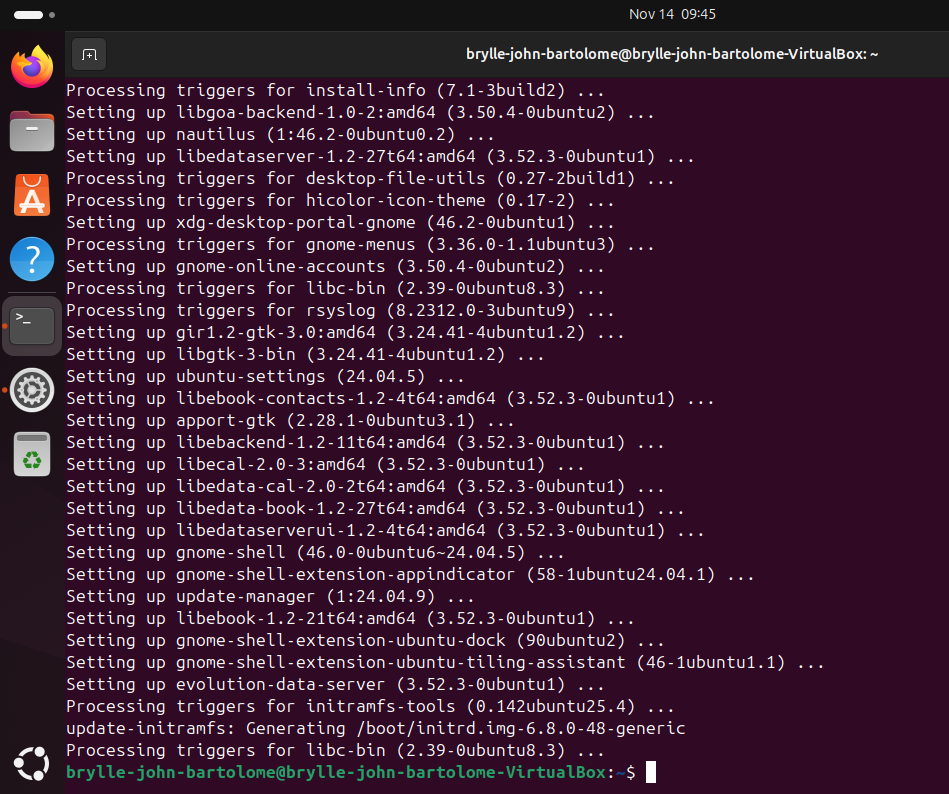 Nov 14 09:45
brylle-john-bartolome@brylle-john-bartolome-VirtualBox: ~
Processing triggers for install-info (7.1-3build2) ...
Setting up libgoa-backend-1.0-2:amd64 (3.50.4-0ubuntu2) ...
Setting up nautilus (1:46.2-0ubuntu0.2) ...
Setting up libedataserver-1.2-27t64:amd64 (3.52.3-0ubuntu1) ...
Processing triggers for desktop-file-utils (0.27-2build1) ...
Processing triggers for hicolor-icon-theme (0.17-2) ...
Setting up xdg-desktop-portal-gnome (46.2-0ubuntu1) ...
Processing triggers for gnome-menus (3.36.0-1.1ubuntu3) ...
Setting up gnome-online-accounts (3.50.4-0ubuntu2) ...
Processing triggers for libc-bin (2.39-0ubuntu8.3) ...
Processing triggers for rsyslog (8.2312.0-3ubuntu9) ...
Setting up gir1.2-gtk-3.0:amd64 (3.24.41-4ubuntu1.2) ...
Setting up libgtk-3-bin (3.24.41-4ubuntu1.2) ...
Setting up ubuntu-settings (24.04.5) ...
Setting up libebook-contacts-1.2-4t64:amd64 (3.52.3-0ubuntu1) ...
Setting up apport-gtk (2.28.1-0ubuntu3.1) ...
Setting up libebackend-1.2-11t64:amd64 (3.52.3-0ubuntu1) ...
Setting up libecal-2.0-3:amd64 (3.52.3-0ubuntu1) ...
Setting up libedata-cal-2.0-2t64:amd64 (3.52.3-0ubuntu1) ...
Setting up libedata-book-1.2-27t64:amd64 (3.52.3-0ubuntu1) ...
Setting up libedataserverui-1.2-4t64:amd64 (3.52.3-0ubuntu1) ...
Setting up gnome-shell (46.0-0ubuntu6~24.04.5) ...
Setting up gnome-shell-extension-appindicator (58-1ubuntu24.04.1) ...
Setting up update-manager (1:24.04.9) ...
Setting up libebook-1.2-21t64:amd64 (3.52.3-0ubuntu1) ...
Setting up gnome-shell-extension-ubuntu-dock (90ubuntu2) ...
Setting up gnome-shell-extension-ubuntu-tiling-assistant (46-1ubuntu1.1) ...
Setting up evolution-data-server (3.52.3-0ubuntu1) ...
Processing triggers for initramfs-tools (0.142ubuntu25.4) ...
update-initramfs: Generating /boot/initrd.img-6.8.0-48-generic
Processing triggers for libc-bin (2.39-0ubuntu8.3) ...
brylle-john-bartolome@brylle-john-bartolome-VirtualBox:~$